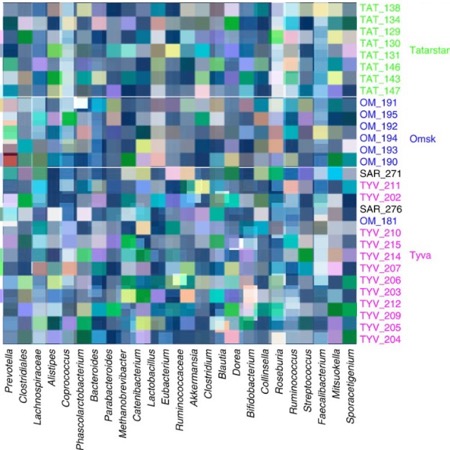 TAT_138
TAT_134
TAT_129
TAT_130
TAT_131
TAT_146
TAT_143
TAT_147
Tatarstar
OM_191
OM_195
OM_192
OM_194
OM_193
OM_190
Omsk
SAR_271
TYV_211
TYV_202
SAR_276
OM_181
TYV_210
TYV_215
TYV_214
TYV_207
TYV_206
TYV_203
TYV_212
TYV_209
TYV_205
TYV_204
Tyva
Prevotella
Clostridiales
Lachnospiraceae
Alistipes
Coprococcus
Phascolarctobacterium
Bacteroides
Parabacteroides
Methanobrevibacter
Catenibacterium
Lactobacillus
Eubacterium
Ruminococcaceae
Akkermansia
Clostridium
Blautia
Dorea
Bifidobacterium
Collinsella
Roseburia
Ruminococcus
Streptococcus
Faecalibacterium
Mitsuokella
Sporacetigenium